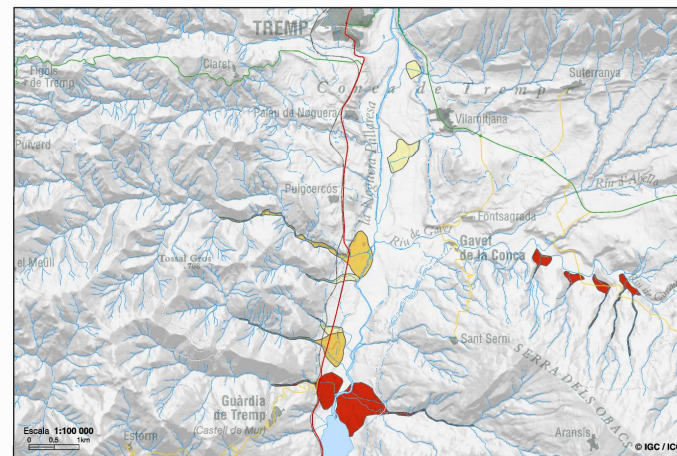 TREMP
Claret
Fígols
de Tremp
Conca de Tremp
Suterranya
Palau de Noguera
Vilamitjana
la Noguera Pallaresa
Puigverd
Riu d'Abella
Puigcercós
Fontsagrada
Riu de Gavet
Gavet
de la Conca
Tossal Gros
el Meüll
Sant Serni
SERRA DELS OBACS
Guàrdia
de Tremp
(Castell de Mur)
Estorm
Aransís
Escala 1:100 000
0 0,5 1km
© IGC / ICC